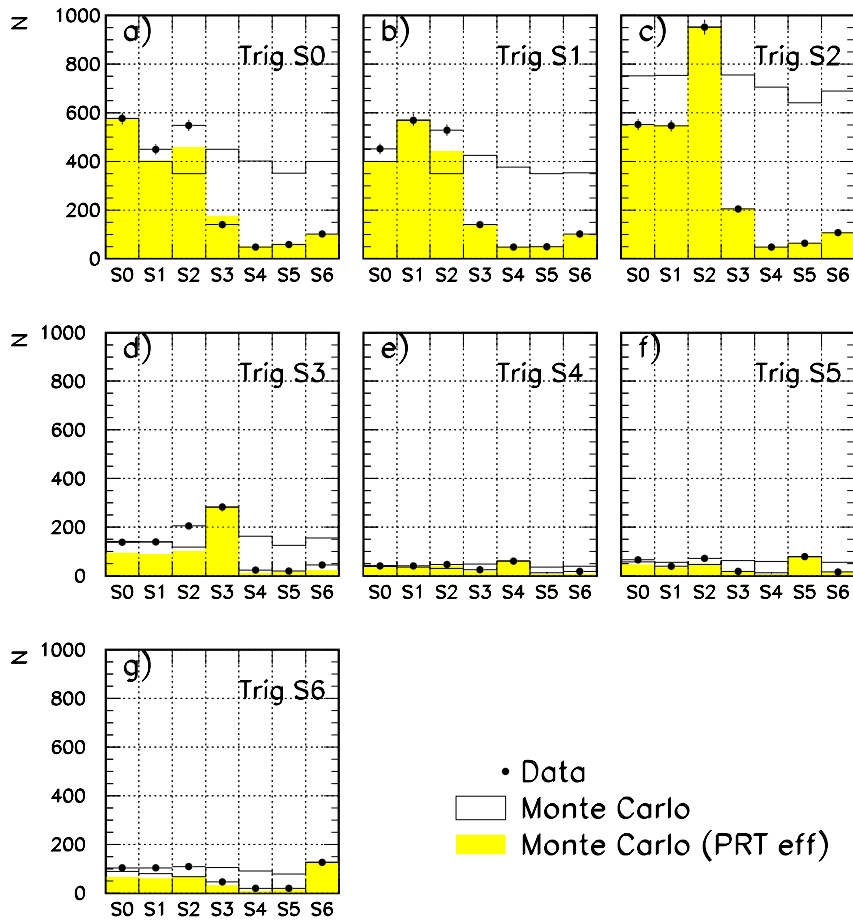 N
a) Trig S0
b) Trig S1
c) Trig S2
1000
800
600
400
200
0
S0 S1 S2 S3 S4 S5 S6
S0 S1 S2 S3 S4 S5 S6
S0 S1 S2 S3 S4 S5 S6
N
d) Trig S3
e) Trig S4
f) Trig S5
1000
800
600
400
200
0
S0 S1 S2 S3 S4 S5 S6
S0 S1 S2 S3 S4 S5 S6
S0 S1 S2 S3 S4 S5 S6
N
g) Trig S6
1000
800
600
400
200
0
S0 S1 S2 S3 S4 S5 S6
Data
Monte Carlo
Monte Carlo (PRT eff)